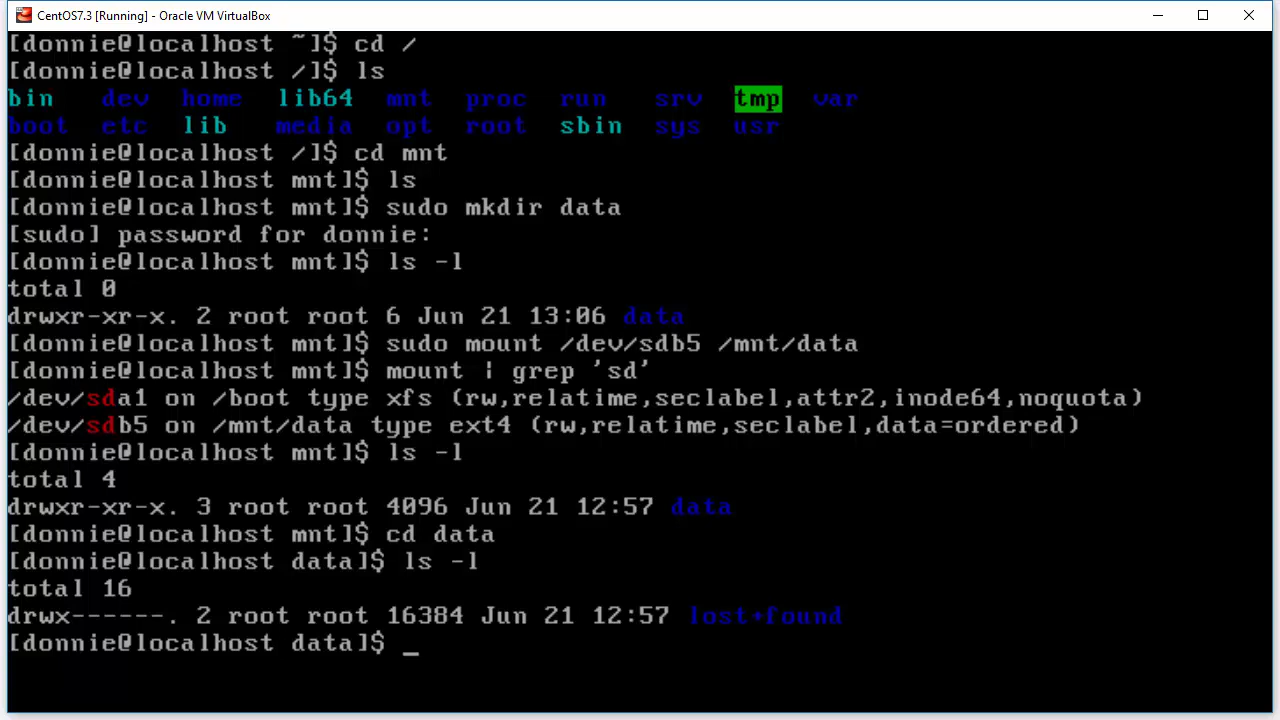 CentOS7.3 [Running] - Oracle VM VirtualBox
[donnie@localhost ~]$ cd /
[donnie@localhost /]$ ls
bin dev home lib64 mnt proc run srv tmp var
boot etc lib media opt root sbin sys usr
[donnie@localhost /]$ cd mnt
[donnie@localhost mnt]$ ls
[donnie@localhost mnt]$ sudo mkdir data
[sudo] password for donnie:
[donnie@localhost mnt]$ ls -l
total 0
drwxr-xr-x. 2 root root 6 Jun 21 13:06 data
[donnie@localhost mnt]$ sudo mount /dev/sdb5 /mnt/data
[donnie@localhost mnt]$ mount | grep 'sd'
/dev/sda1 on /boot type xfs (rw,relatime,seclabel,attr2,inode64,noquota)
/dev/sdb5 on /mnt/data type ext4 (rw,relatime,seclabel,data=ordered)
[donnie@localhost mnt]$ ls -l
total 4
drwxr-xr-x. 3 root root 4096 Jun 21 12:57 data
[donnie@localhost mnt]$ cd data
[donnie@localhost data]$ ls -l
total 16
drwx------. 2 root root 16384 Jun 21 12:57 lost+found
[donnie@localhost data]$ _